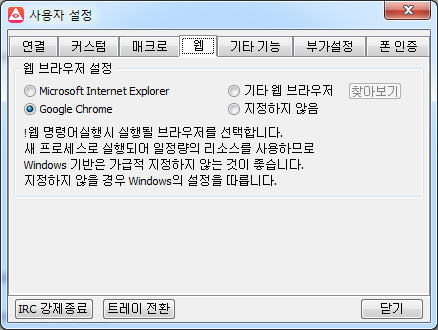 사용자 설정
연결 커스텀 매크로 웹 기타 기능 부가설정 폰 인증
웹 브라우저 설정
Microsoft Internet Explorer 기타 웹 브라우저 찾아보기
Google Chrome 지정하지 않음
!웹 명령어실행시 실행될 브라우저를 선택합니다.
새 프로세스로 실행되어 일정량의 리소스를 사용하므로
Windows 기반은 가급적 지정하지 않는 것이 좋습니다.
지정하지 않을 경우 Windows의 설정을 따릅니다.
IRC 강제종료 트레이 전환 닫기